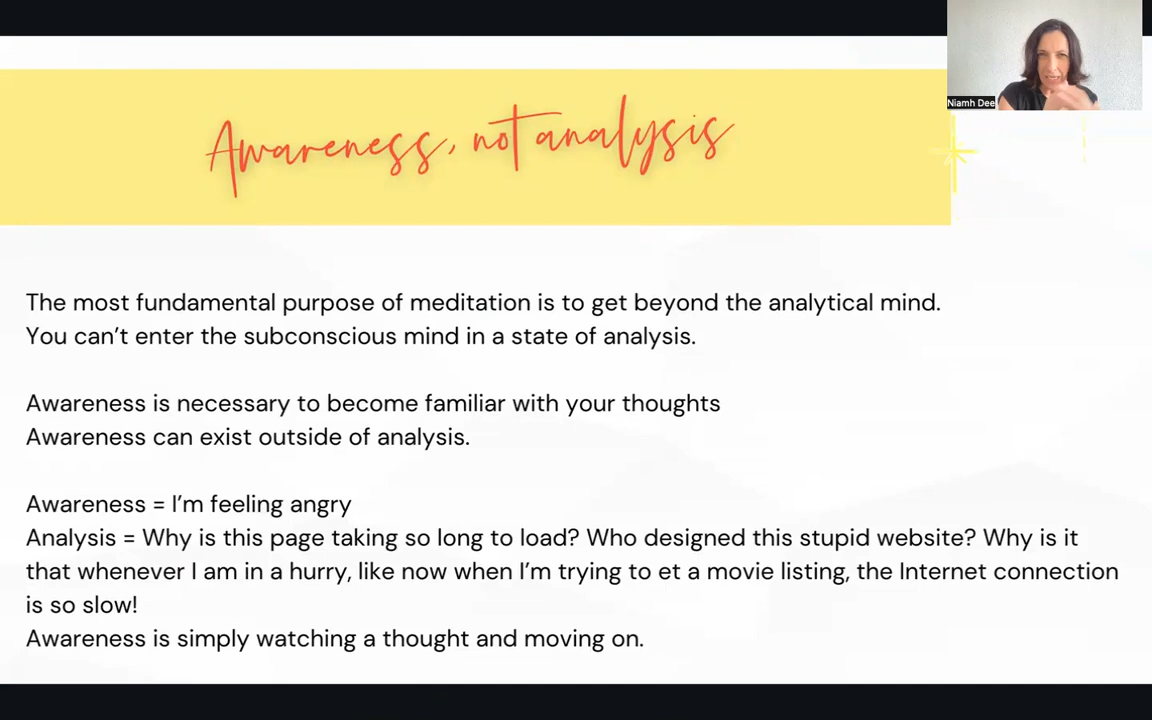 Niamh Dee
Awareness, not analysis
The most fundamental purpose of meditation is to get beyond the analytical mind.
You can’t enter the subconscious mind in a state of analysis.
Awareness is necessary to become familiar with your thoughts
Awareness can exist outside of analysis.
Awareness = I’m feeling angry
Analysis = Why is this page taking so long to load? Who designed this stupid website? Why is it
that whenever I am in a hurry, like now when I’m trying to et a movie listing, the Internet connection
is so slow!
Awareness is simply watching a thought and moving on.